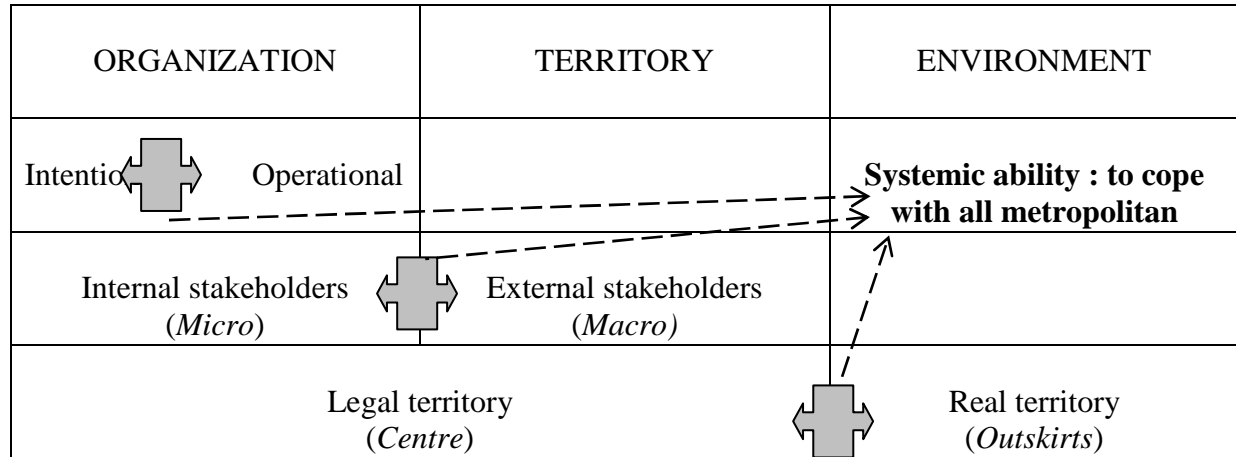 ORGANIZATION
TERRITORY
ENVIRONMENT
Intentio
Operational
Systemic ability : to cope
with all metropolitan
Internal stakeholders
(Micro)
External stakeholders
(Macro)
Legal territory
(Centre)
Real territory
(Outskirts)